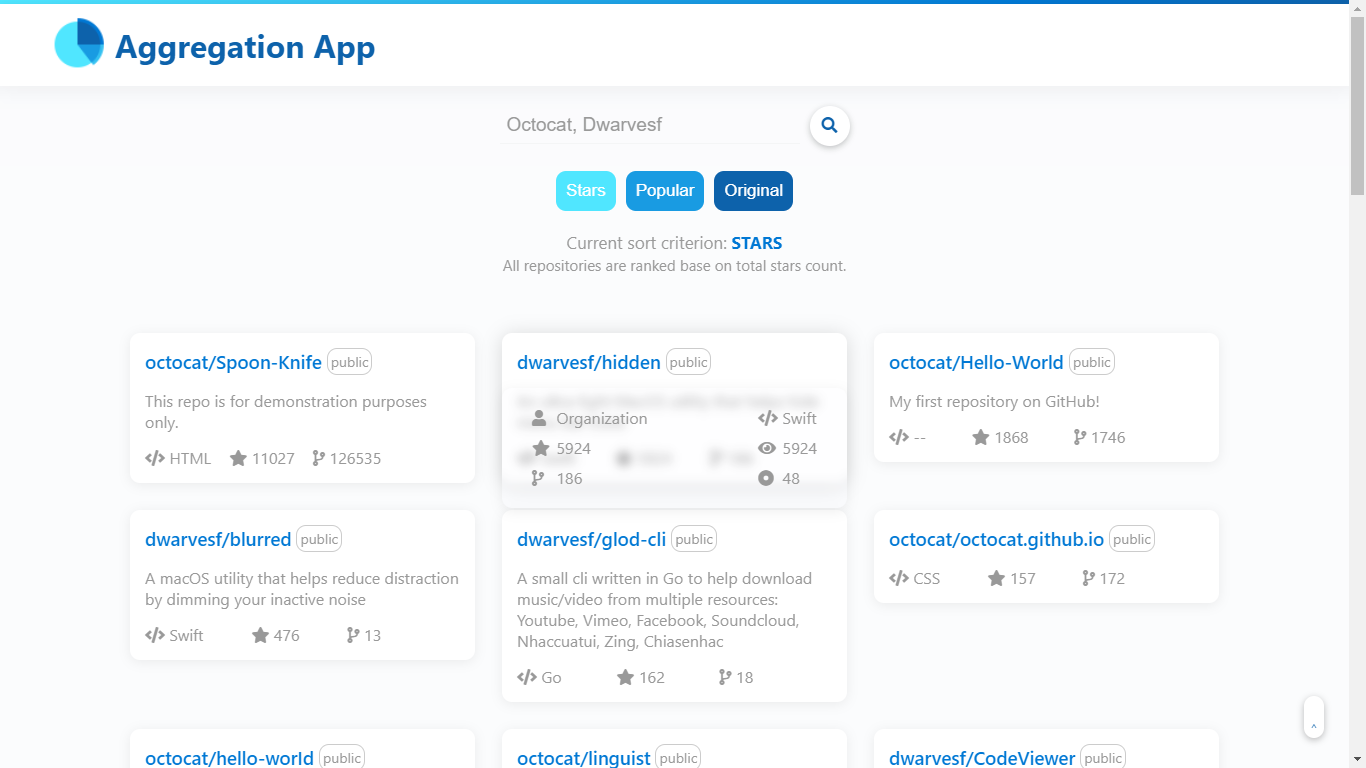 Aggregation App
Octocat, Dwarvesf
Stars Popular Original
Current sort criterion: STARS
All repositories are ranked base on total stars count.
octocat/Spoon-Knife public
This repo is for demonstration purposes
only.
HTML 11027 126535
dwarvesf/hidden public
Organization Swift
5924 5924
186 48
octocat/Hello-World public
My first repository on GitHub!
-- 1868 1746
dwarvesf/blurred public
A macOS utility that helps reduce distraction
by dimming your inactive noise
Swift 476 13
dwarvesf/glod-cli public
A small cli written in Go to help download
music/video from multiple resources:
Youtube, Vimeo, Facebook, Soundcloud,
Nhaccuatui, Zing, Chiasenhac
Go 162 18
octocat/octocat.github.io public
CSS 157 172
octocat/hello-world public
octocat/linguist public
dwarvesf/CodeViewer public